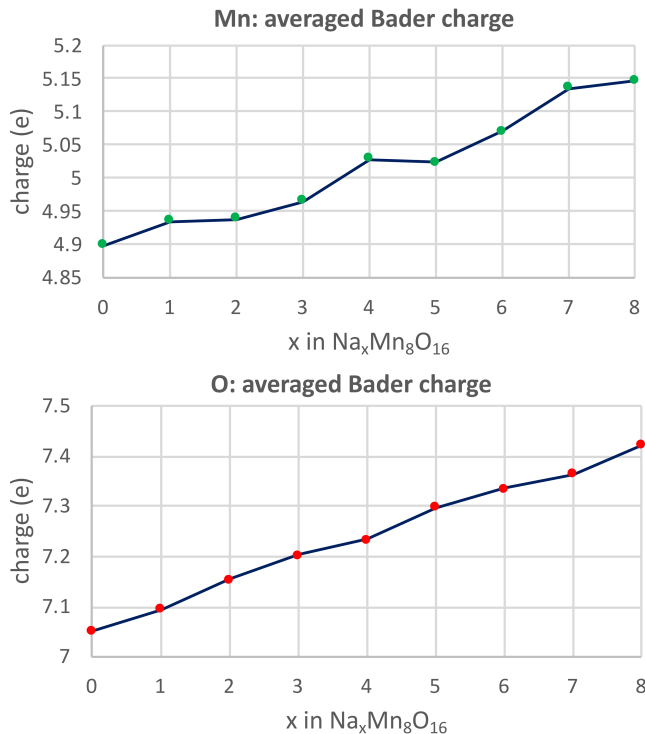 Mn: averaged Bader charge
5.2
5.15
5.1
5.05
5
4.95
4.9
4.85
charge (e)
0 1 2 3 4 5 6 7 8
x in NaₓMn₈O₁₆
O: averaged Bader charge
7.5
7.4
7.3
7.2
7.1
7
charge (e)
0 1 2 3 4 5 6 7 8
x in NaₓMn₈O₁₆